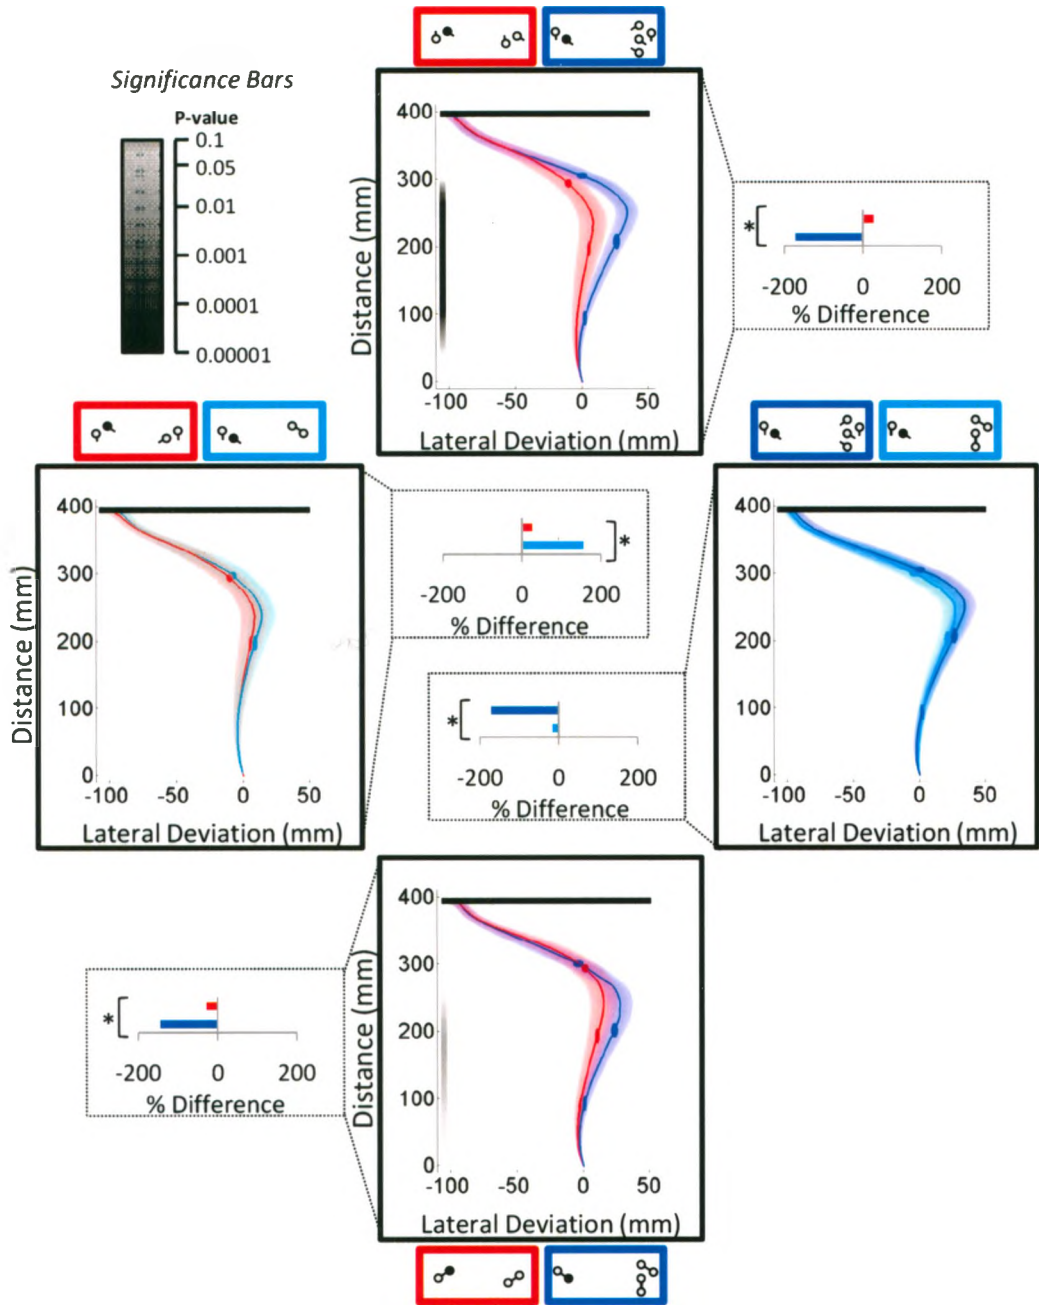 Significance Bars
P-value
0.1
0.05
0.01
0.001
0.0001
0.00001
Distance (mm)
400
300
200
100
0
-100 -50 0 50
Lateral Deviation (mm)
*
-200 0 200
% Difference
Distance (mm)
400
300
200
100
0
-100 -50 0 50
Lateral Deviation (mm)
*
-200 0 200
% Difference
*
-200 0 200
% Difference
400
300
200
100
0
-100 -50 0 50
Lateral Deviation (mm)
*
-200 0 200
% Difference
Distance (mm)
400
300
200
100
0
-100 -50 0 50
Lateral Deviation (mm)